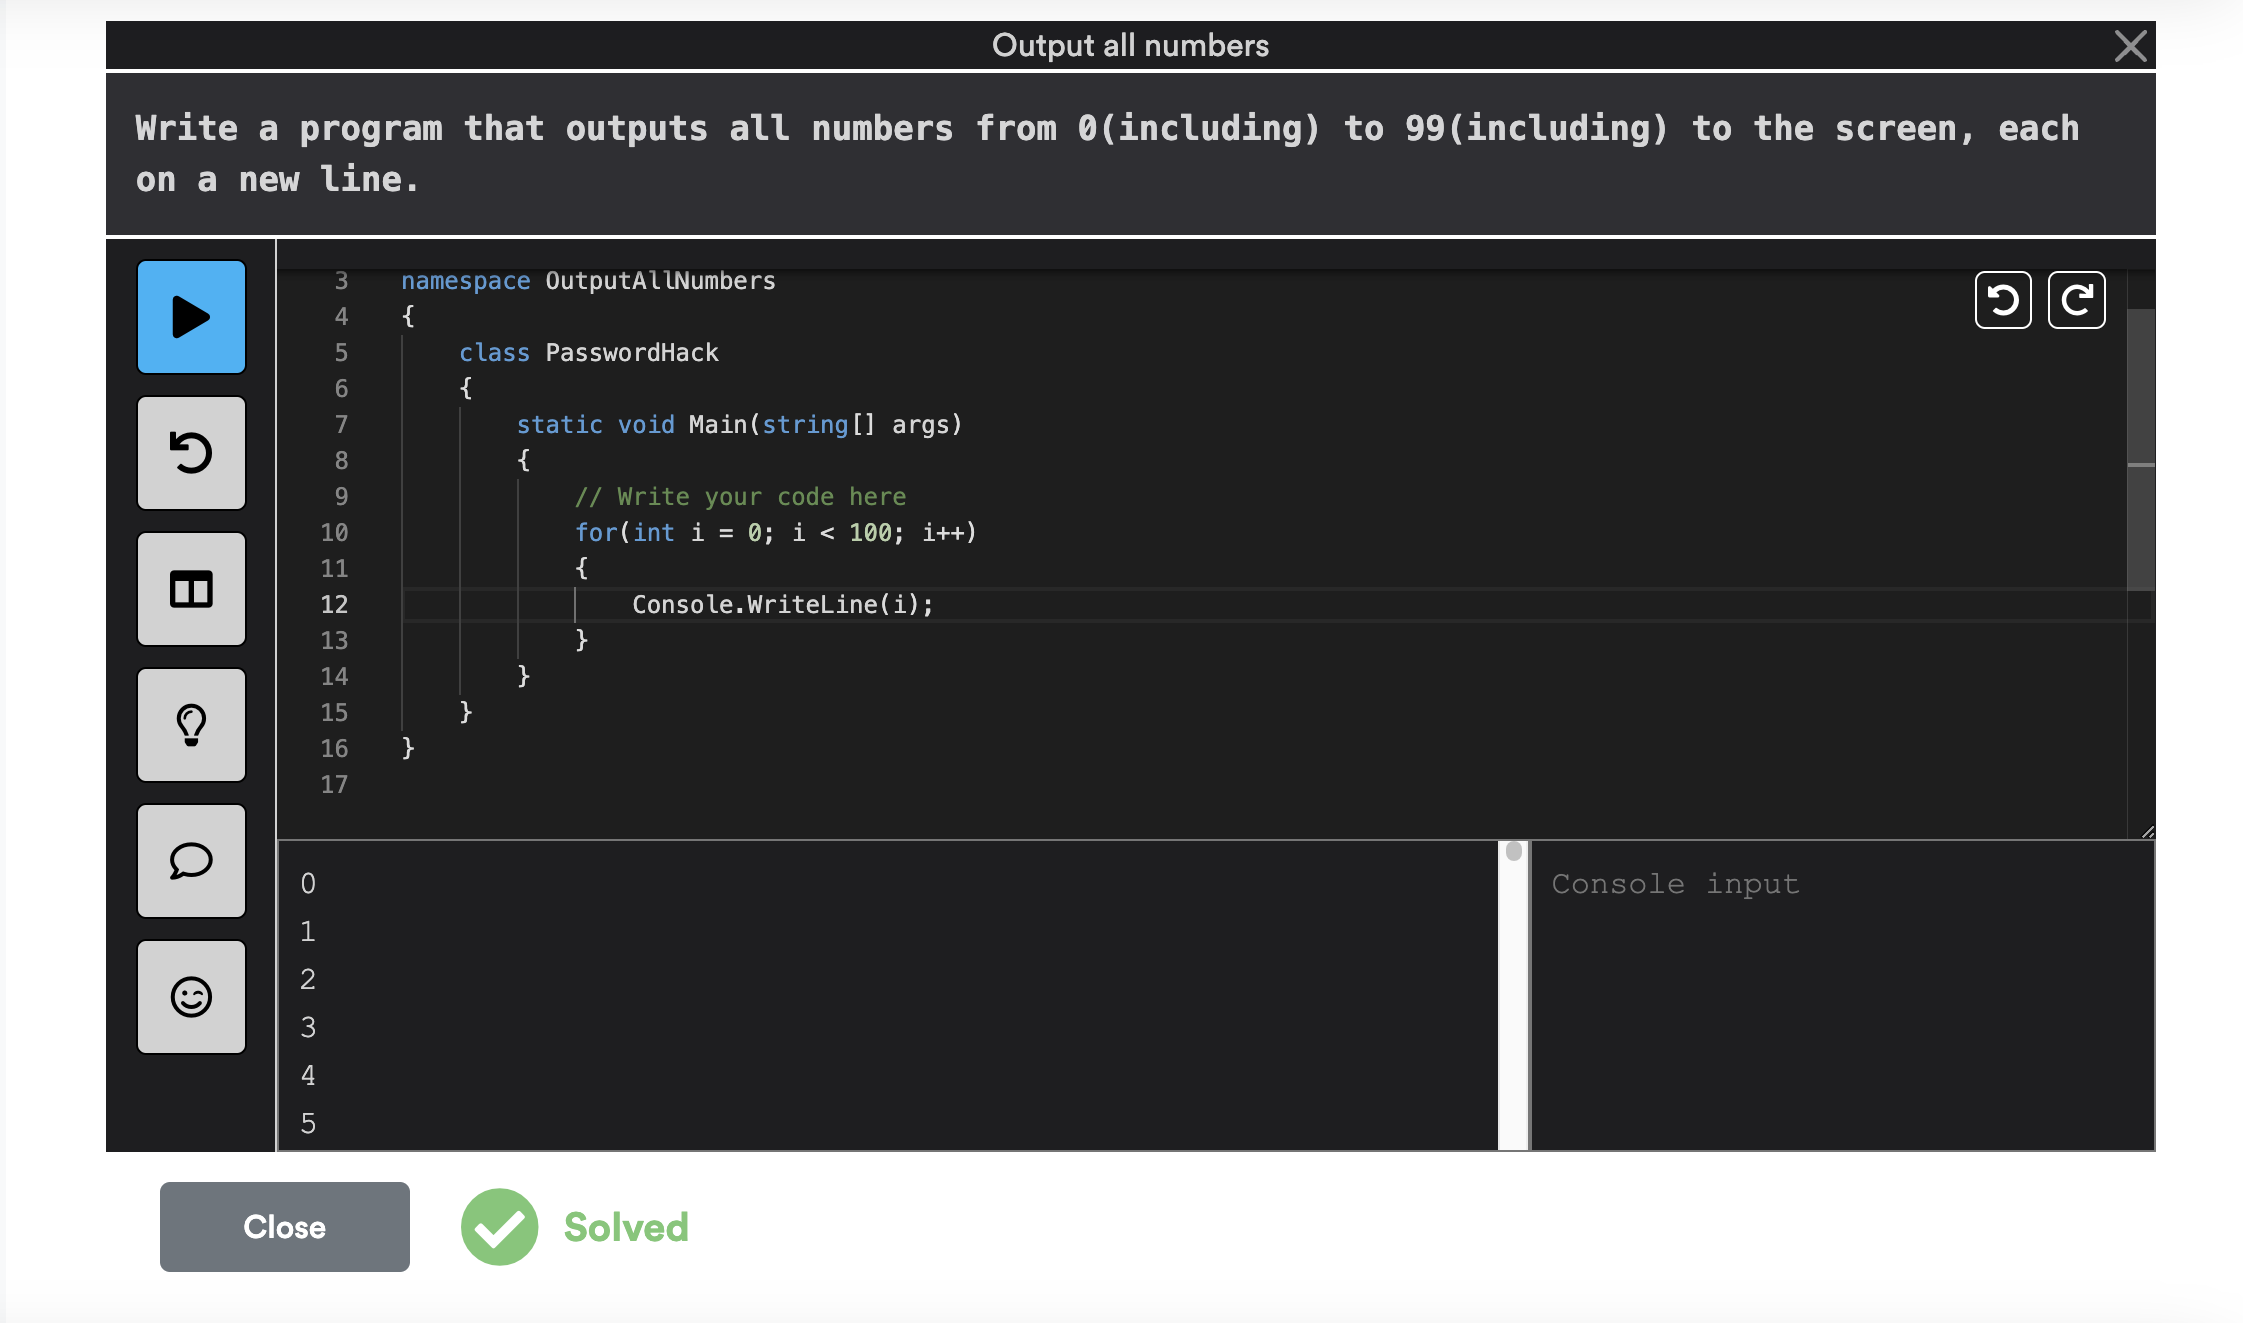 Output all numbers
Write a program that outputs all numbers from 0(including) to 99(including) to the screen, each
on a new line.
3 namespace OutputAllNumbers
4 {
5 class PasswordHack
6 {
7 static void Main(string[] args)
8 {
9 // Write your code here
10 for(int i = 0; i < 100; i++)
11 {
12 Console.WriteLine(i);
13 }
14 }
15 }
16 }
17
0
1
2
3
4
5
Console input
Close
Solved